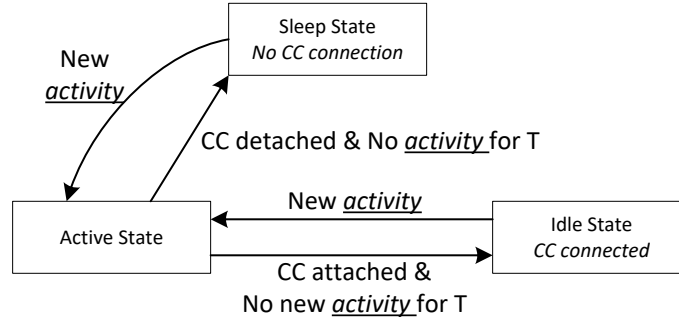 Sleep State
No CC connection
New
activity
CC detached & No activity for T
New activity
Active State
Idle State
CC connected
CC attached &
No new activity for T